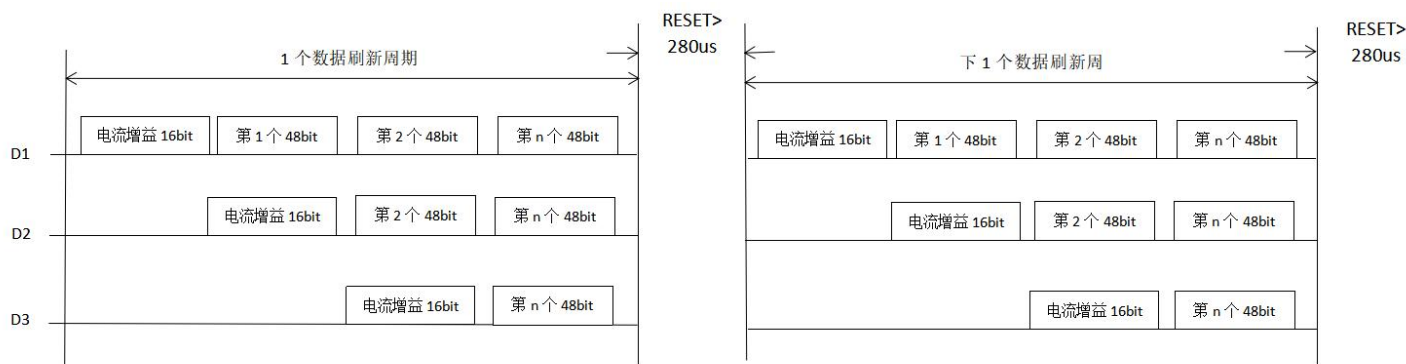 RESET>
280us
1 个数据刷新周期
D1
电流增益 16bit
第 1 个 48bit
第 2 个 48bit
第 n 个 48bit
D2
电流增益 16bit
第 2 个 48bit
第 n 个 48bit
D3
电流增益 16bit
第 n 个 48bit
RESET>
280us
下 1 个数据刷新周
电流增益 16bit
第 1 个 48bit
第 2 个 48bit
第 n 个 48bit
电流增益 16bit
第 2 个 48bit
第 n 个 48bit
电流增益 16bit
第 n 个 48bit